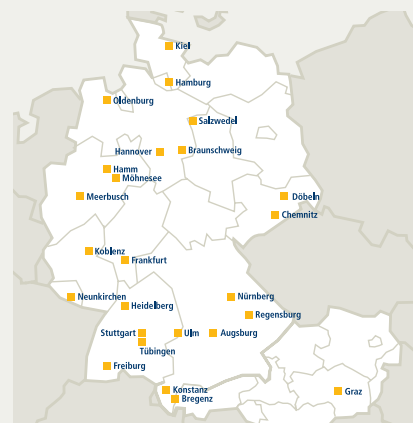 Kiel
Hamburg
Oldenburg
Salzwedel
Hannover
Braunschweig
Hamm
Möhnesee
Meerbusch
Döbeln
Chemnitz
Koblenz
Frankfurt
Neunkirchen
Heidelberg
Nürnberg
Regensburg
Stuttgart
Ulm
Augsburg
Tübingen
Freiburg
Konstanz
Bregenz
Graz